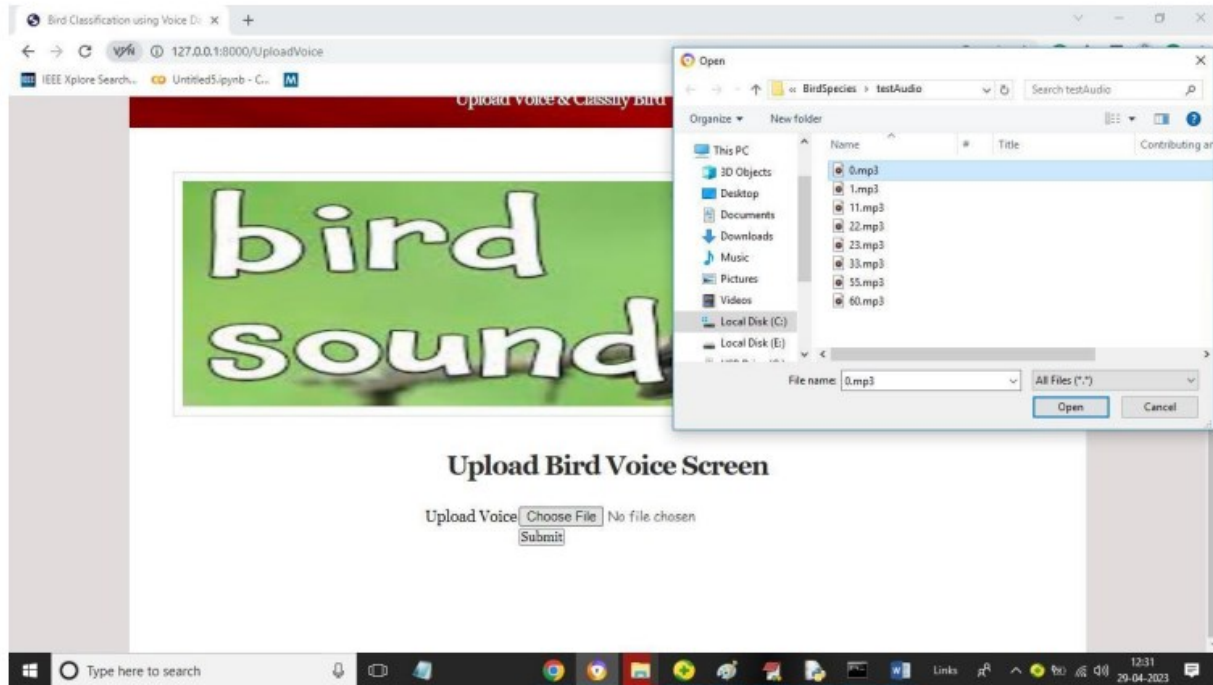 Bird Classification using Voice Da
VPN 127.0.0.1:8000/UploadVoice
IEEE Xplore Search... Untitled5.ipynb - C... M
Upload Voice & Classify Bird
bird
sound
Upload Bird Voice Screen
Upload Voice Choose File No file chosen
Submit
Open
« BirdSpecies › testAudio
Search testAudio
Organize New folder
Name # Title Contributing ar
This PC
3D Objects
Desktop
Documents
Downloads
Music
Pictures
Videos
Local Disk (C:)
Local Disk (E:)
0.mp3
1.mp3
11.mp3
22.mp3
23.mp3
33.mp3
55.mp3
60.mp3
File name: 0.mp3 All Files (*.*)
Open Cancel
Type here to search
Links
12:31
29-04-2023